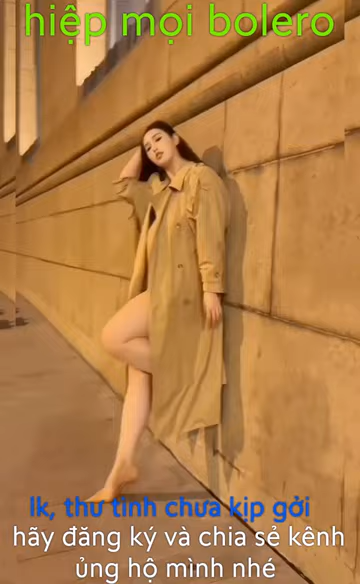 hiệp mọi bolero
lk, thư tình chưa kịp gởi
hãy đăng ký và chia sẻ kênh
ủng hộ mình nhé